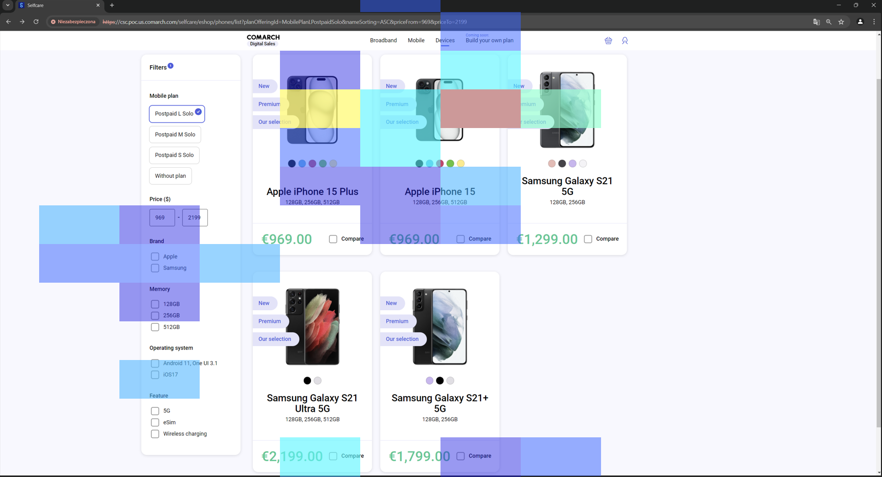 Selfcare
Niezabezpieczona
https://csc.poc.us.comarch.com/selfcare/eshop/phones/list?planOfferingId=MobilePlan1.PostpaidSolo&nameSorting=ASC&priceFrom=969&priceTo=2199
COMARCH
Digital Sales
Broadband
Mobile
Devices
Coming soon
Build your own plan
Filters
Mobile plan
Postpaid L Solo
Postpaid M Solo
Postpaid S Solo
Without plan
Price ($)
969 - 2199
Brand
Apple
Samsung
Memory
128GB
256GB
512GB
Operating system
Android 11, One UI 3.1
iOS17
Feature
5G
eSim
Wireless charging
New
Premium
Our selection
Apple iPhone 15 Plus
128GB, 256GB, 512GB
€969.00
Compare
New
Premium
Our selection
Apple iPhone 15
128GB, 256GB, 512GB
€969.00
Compare
New
Premium
Our selection
Samsung Galaxy S21
5G
128GB, 256GB
€1,299.00
Compare
New
Premium
Our selection
Samsung Galaxy S21
Ultra 5G
128GB, 256GB, 512GB
€2,199.00
Compare
New
Premium
Our selection
Samsung Galaxy S21+
5G
128GB, 256GB
€1,799.00
Compare